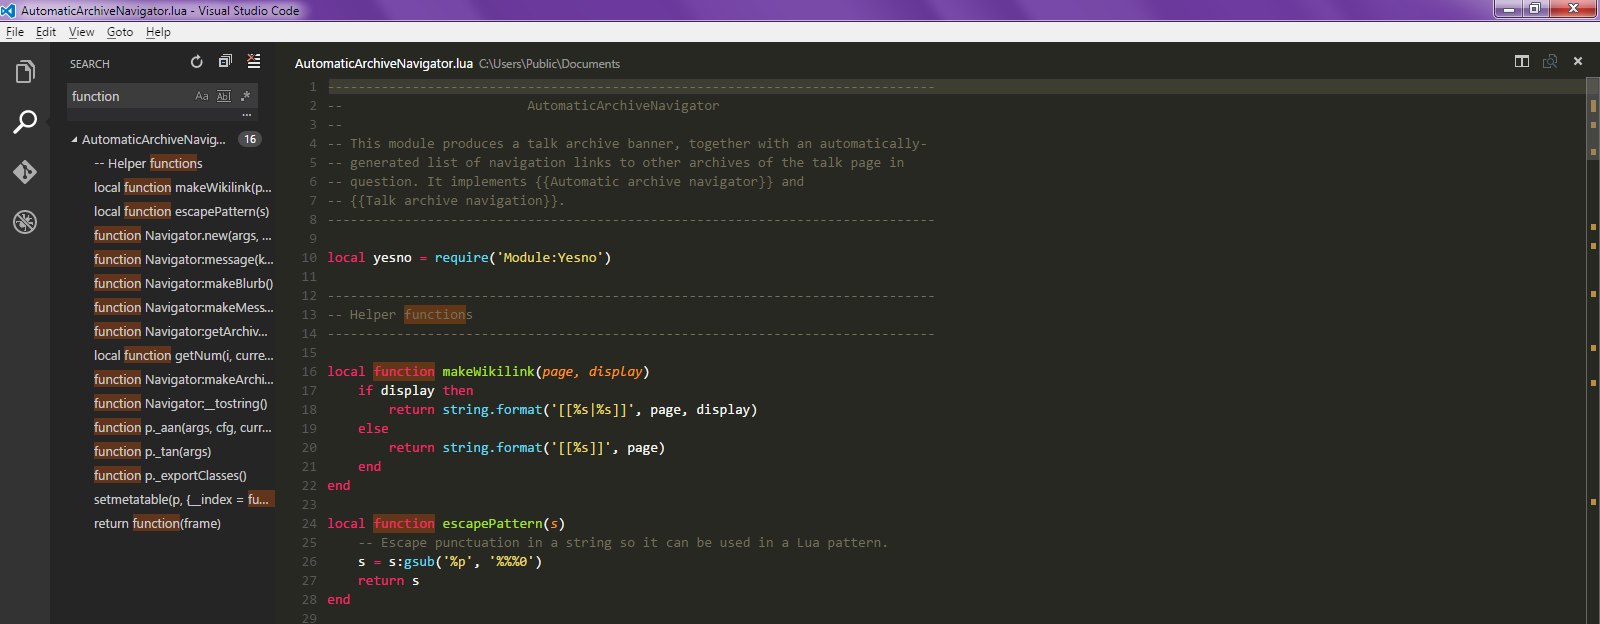 AutomaticArchiveNavigator.lua - Visual Studio Code
File Edit View Goto Help
SEARCH
function Aa Ab| .*
...
AutomaticArchiveNavig... 16
-- Helper functions
local function makeWikilink(p...
local function escapePattern(s)
function Navigator.new(args, ...
function Navigator:message(k...
function Navigator:makeBlurb()
function Navigator:makeMess...
function Navigator:getArchiv...
local function getNum(i, curre...
function Navigator:makeArchi...
function Navigator:__tostring()
function p._aan(args, cfg, curr...
function p._tan(args)
function p._exportClasses()
setmetatable(p, {__index = fu...
return function(frame)
AutomaticArchiveNavigator.lua C:\Users\Public\Documents
1 -------------------------------------------------------------------------------
2 --                        AutomaticArchiveNavigator
3 --
4 -- This module produces a talk archive banner, together with an automatically-
5 -- generated list of navigation links to other archives of the talk page in
6 -- question. It implements {{Automatic archive navigator}} and
7 -- {{Talk archive navigation}}.
8 -------------------------------------------------------------------------------
9
10 local yesno = require('Module:Yesno')
11
12 -------------------------------------------------------------------------------
13 -- Helper functions
14 -------------------------------------------------------------------------------
15
16 local function makeWikilink(page, display)
17     if display then
18         return string.format('[[%s|%s]]', page, display)
19     else
20         return string.format('[[%s]]', page)
21     end
22 end
23
24 local function escapePattern(s)
25     -- Escape punctuation in a string so it can be used in a Lua pattern.
26     s = s:gsub('%p', '%%%0')
27     return s
28 end
29